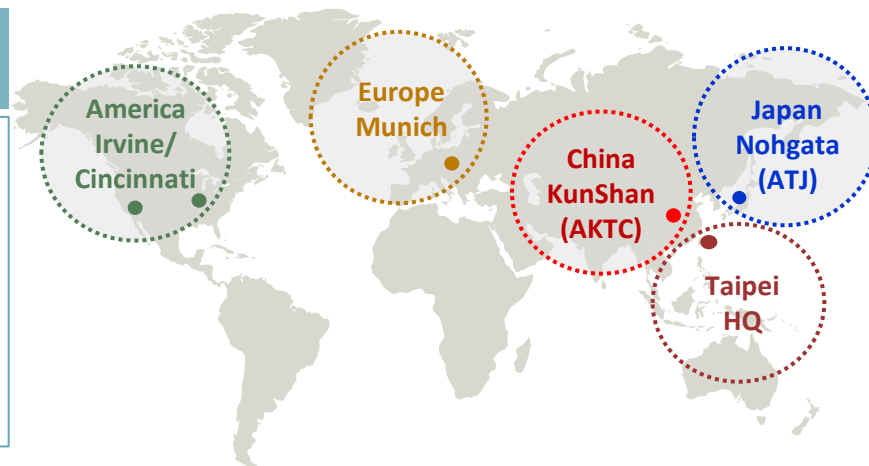 America
Irvine/
Cincinnati
Europe
Munich
China
KunShan
(AKTC)
Japan
Nohgata
(ATJ)
Taipei
HQ